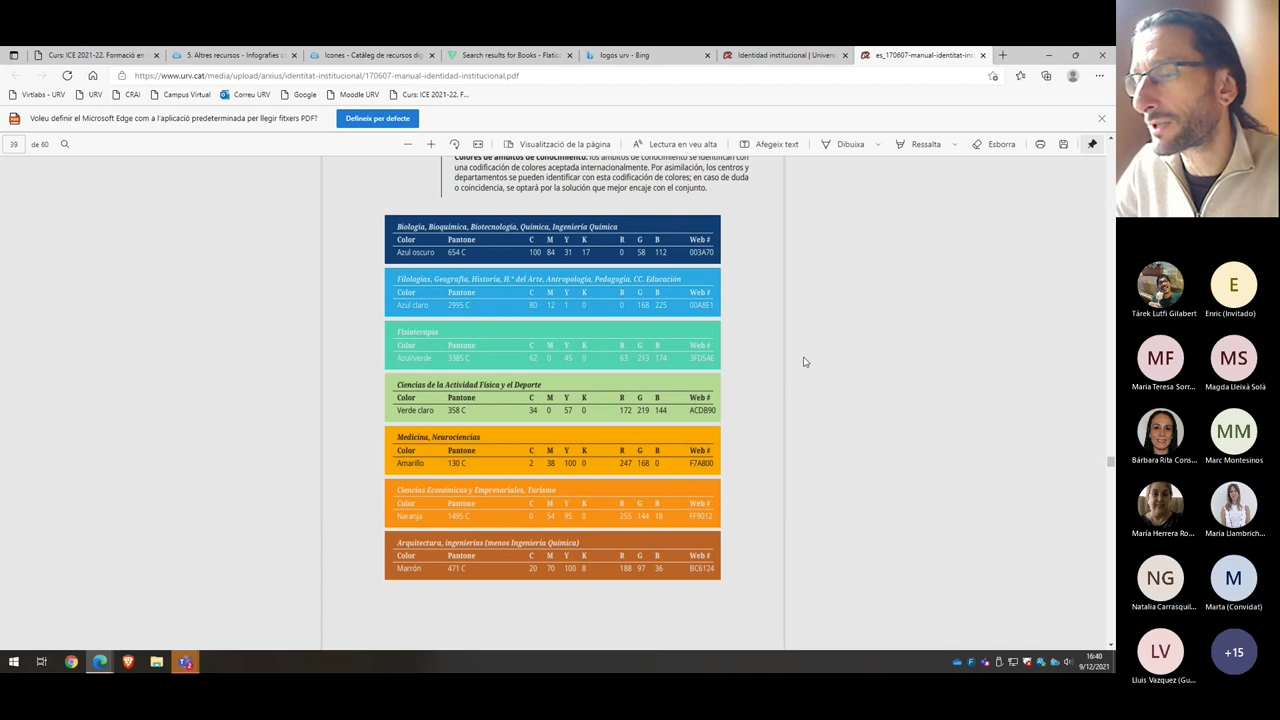 Curs: ICE 2021-22. Formació en
5. Altres recursos - Infografies e
Icones - Catàleg de recursos dig
Search results for Books - Flatic
logos urv - Bing
Identidad institucional | Univers
es_170607-manual-identitat-inst
https://www.urv.cat/media/upload/arxius/identitat-institucional/170607-manual-identidad-institucional.pdf
Virtlabs - URV
URV
CRAI
Campus Virtual
Correu URV
Google
Moodle URV
Curs: ICE 2021-22. F...
Voleu definir el Microsoft Edge com a l'aplicació predeterminada per llegir fitxers PDF?
Defineix per defecte
39 de 60
Visualització de la pàgina
Lectura en veu alta
Afegeix text
Dibuixa
Ressalta
Esborra
Colores de ámbitos de conocimiento: los ámbitos de conocimiento se identifican con
una codificación de colores aceptada internacionalmente. Por asimilación, los centros y
departamentos se pueden identificar con esta codificación de colores; en caso de duda
o coincidencia, se optará por la solución que mejor encaje con el conjunto.
Biología, Bioquímica, Biotecnología, Química, Ingeniería Química
Color Pantone C M Y K R G B Web #
Azul oscuro 654 C 100 84 31 17 0 58 112 003A70
Filologías, Geografía, Historia, H.ª del Arte, Antropología, Pedagogía, CC. Educación
Color Pantone C M Y K R G B Web #
Azul claro 2995 C 80 12 1 0 0 168 225 00A8E1
Fisioterapia
Color Pantone C M Y K R G B Web #
Azul/verde 3385 C 62 0 45 0 63 213 174 3FD5AE
Ciencias de la Actividad Física y el Deporte
Color Pantone C M Y K R G B Web #
Verde claro 358 C 34 0 57 0 172 219 144 ACDB90
Medicina, Neurociencias
Color Pantone C M Y K R G B Web #
Amarillo 130 C 2 38 100 0 247 168 0 F7A800
Ciencias Económicas y Empresariales, Turismo
Color Pantone C M Y K R G B Web #
Naranja 1495 C 0 54 95 0 255 144 18 FF9012
Arquitectura, ingenierías (menos Ingeniería Química)
Color Pantone C M Y K R G B Web #
Marrón 471 C 20 70 100 8 188 97 36 BC6124
16:40
9/12/2021
E
Tárek Lutfi Gilabert
Enric (Invitado)
MF
MS
Maria Teresa Sorr...
Magda Lleixà Solà
MM
Bárbara Rita Cons...
Marc Montesinos
María Herrera Ro...
Maria Llambrich...
NG
M
Natalia Carrasquil...
Marta (Convidat)
LV
+15
Lluis Vazquez (Gu...